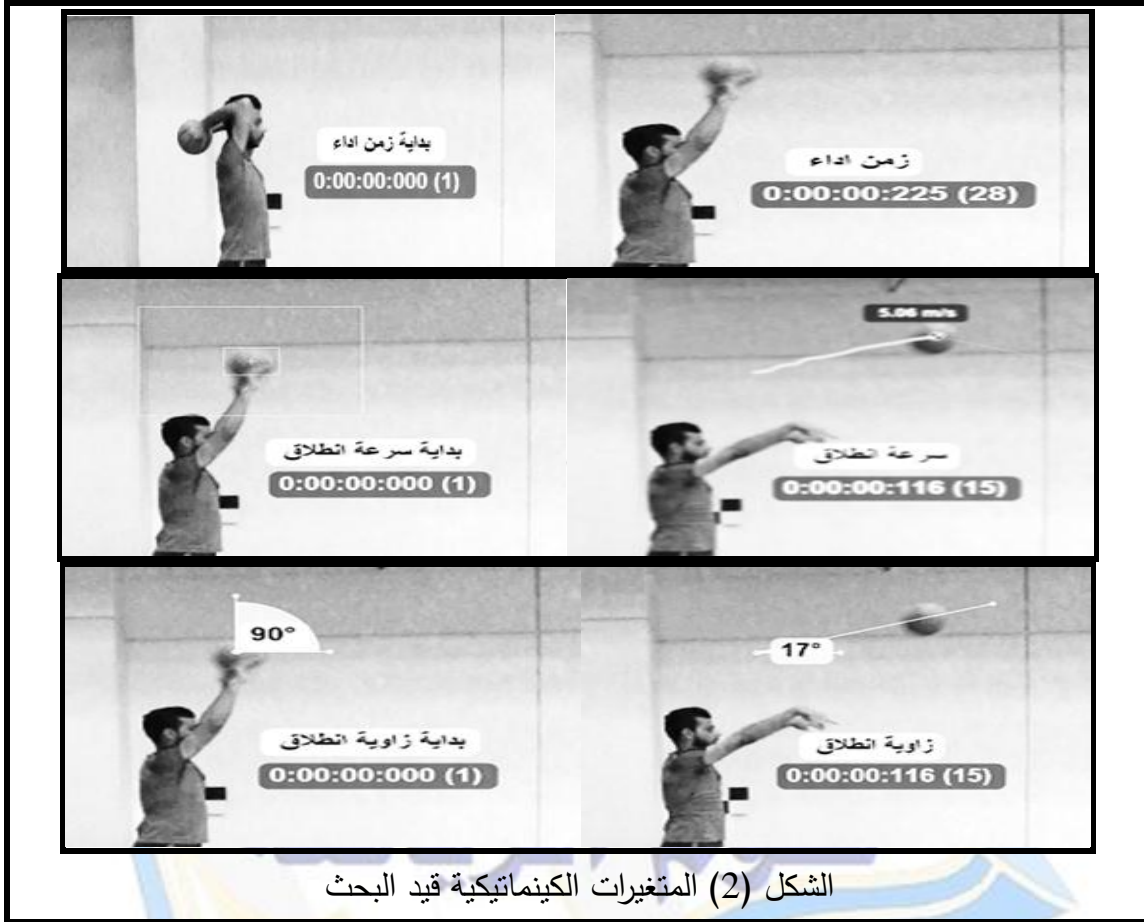 بداية زمن اداء
0:00:00:000 (1)
زمن اداء
0:00:00:225 (28)
بداية سرعة انطلاق
0:00:00:000 (1)
5.06 m/s
سرعة انطلاق
0:00:00:116 (15)
90°
بداية زاوية انطلاق
0:00:00:000 (1)
17°
زاوية انطلاق
0:00:00:116 (15)
الشكل (2) المتغيرات الكينماتيكية قيد البحث